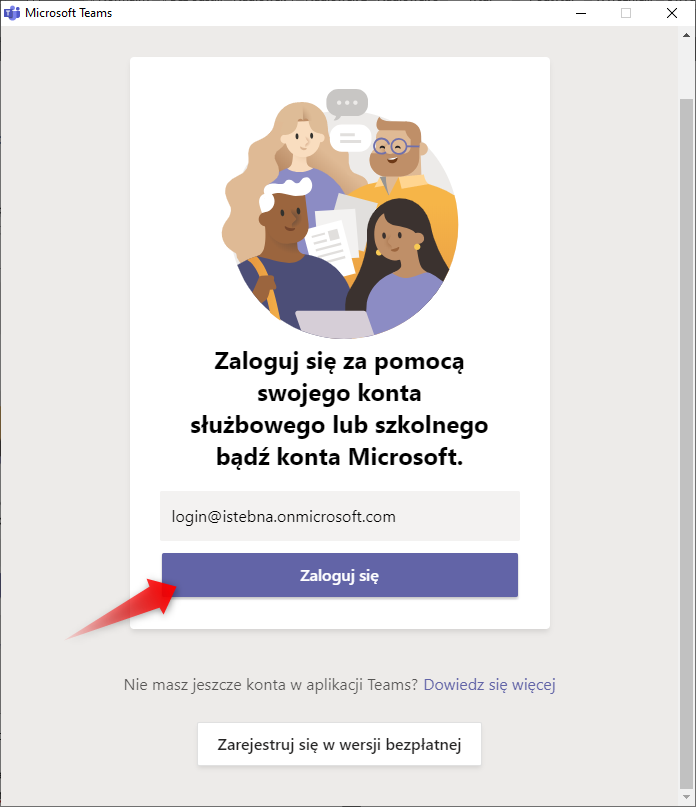 Microsoft Teams
Zaloguj się za pomocą
swojego konta
służbowego lub szkolnego
bądź konta Microsoft.
login@istebna.onmicrosoft.com
Zaloguj się
Nie masz jeszcze konta w aplikacji Teams? Dowiedz się więcej
Zarejestruj się w wersji bezpłatnej